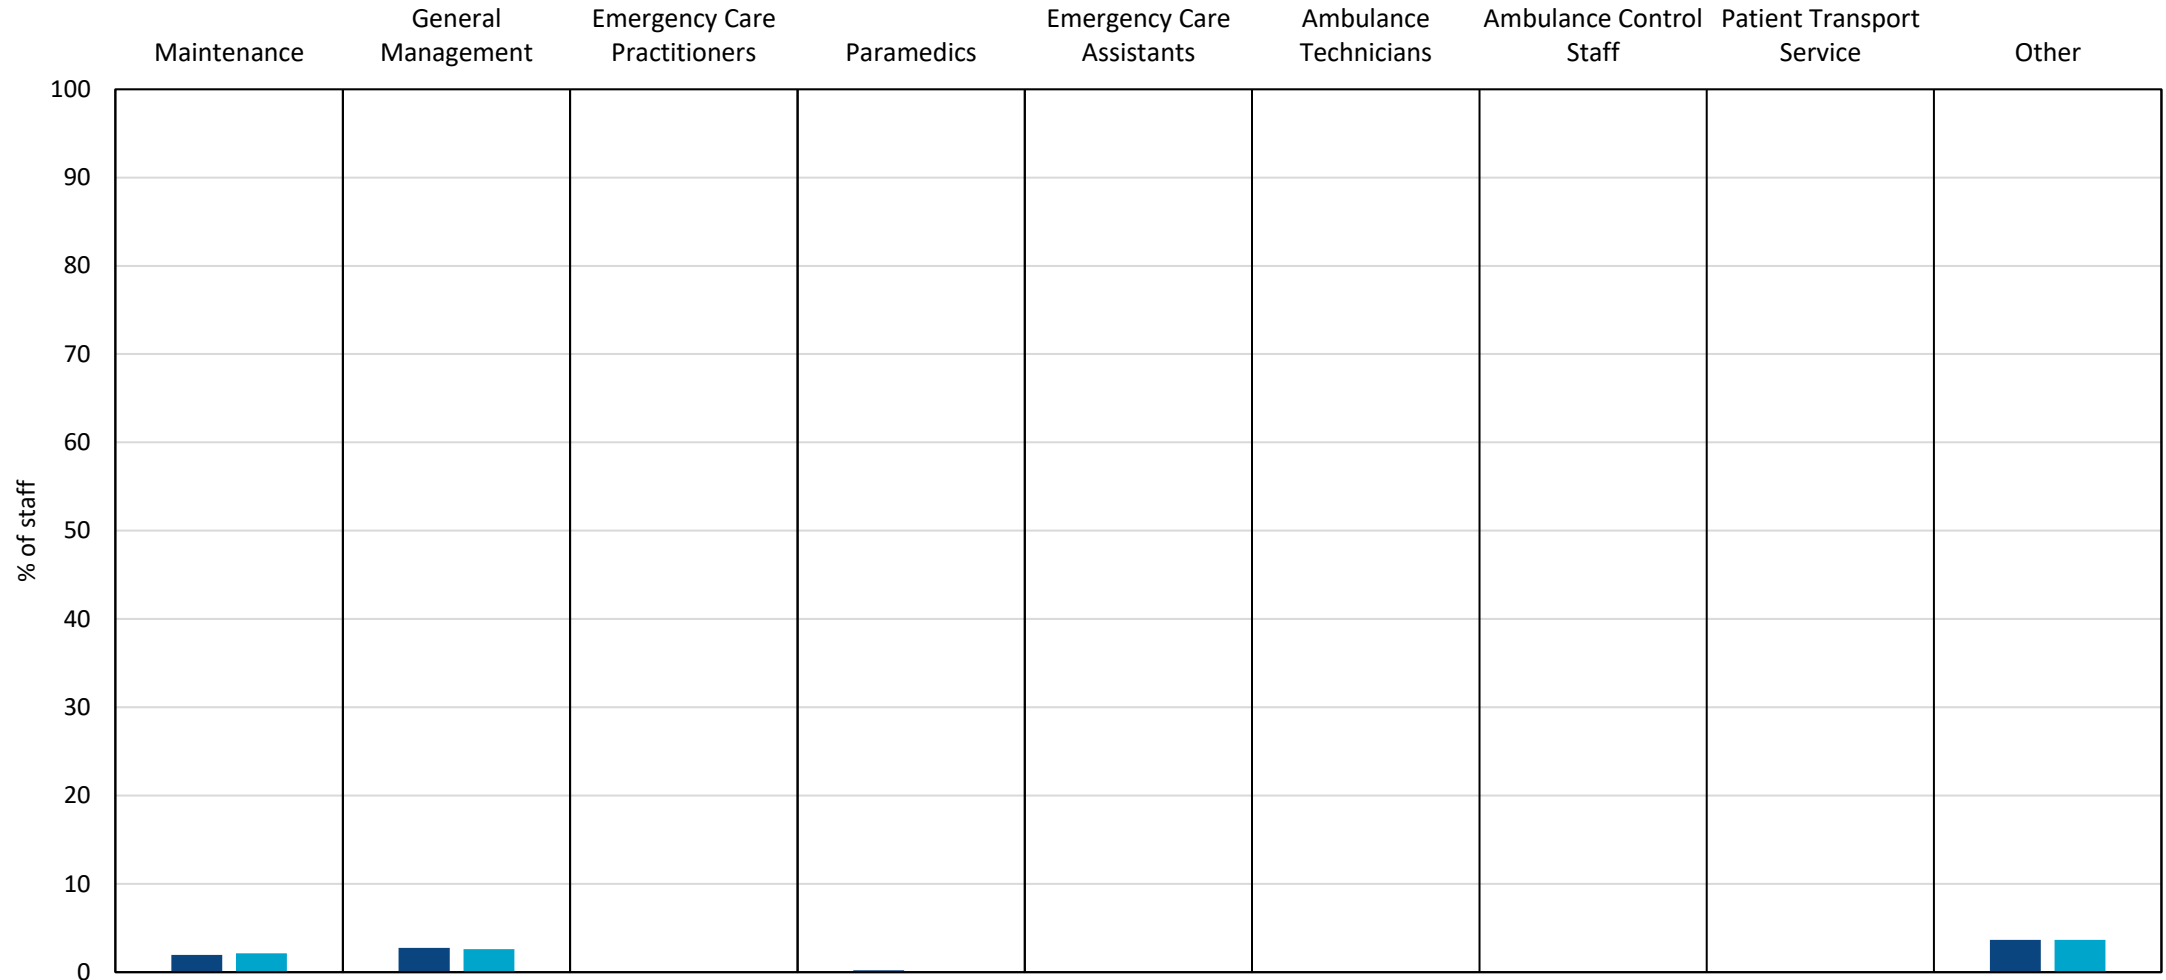 Maintenance
General
Management
Emergency Care
Practitioners
Paramedics
Emergency Care
Assistants
Ambulance
Technicians
Ambulance Control
Staff
Patient Transport
Service
Other
100
90
80
70
60
50
40
30
20
10
0
% of staff